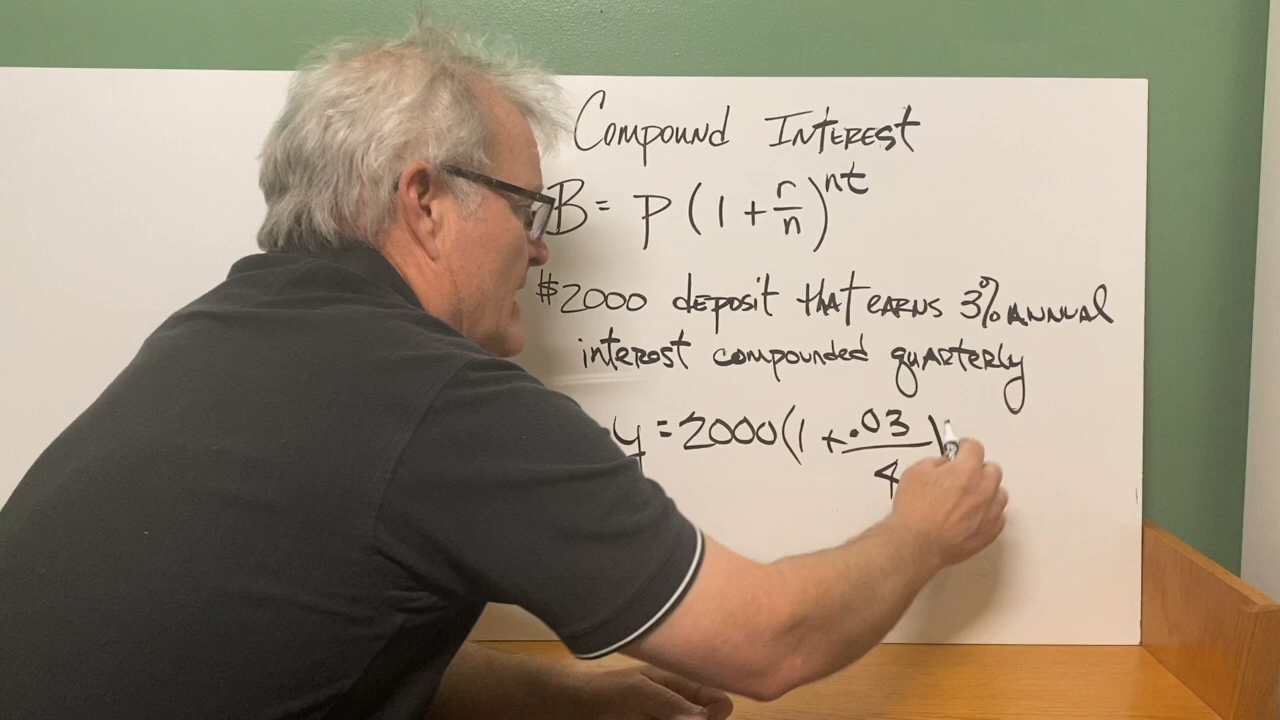 Compound Interest
B = P (1 + r/n)^nt
$2000 deposit that earns 3% annual
interest compounded quarterly
y = 2000(1 + .03/4)